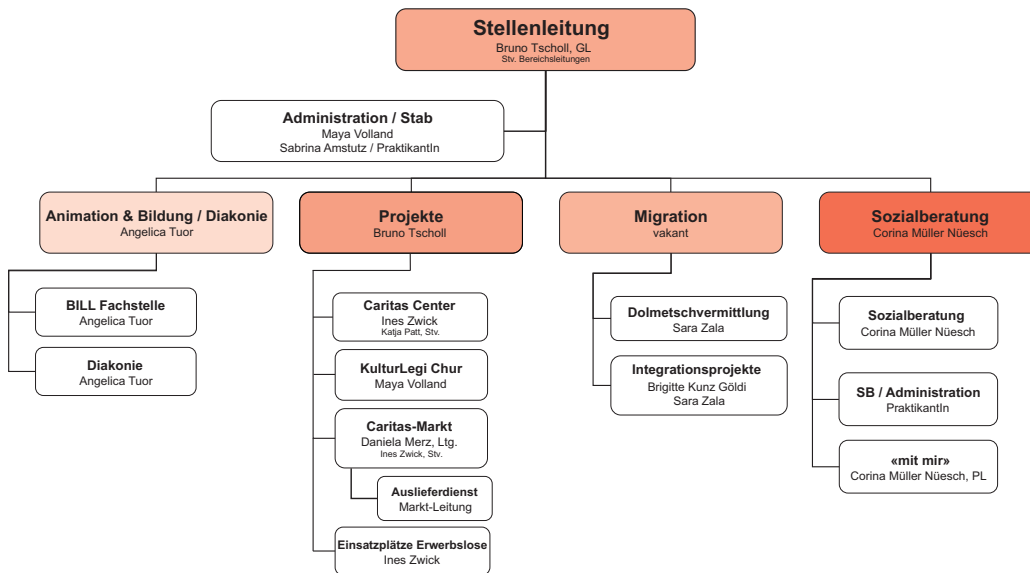 Stellenleitung
Bruno Tscholl, GL
Stv. Bereichsleitungen
Administration / Stab
Maya Volland
Sabrina Amstutz / PraktikantIn
Animation & Bildung / Diakonie
Angelica Tuor
BILL Fachstelle
Angelica Tuor
Diakonie
Angelica Tuor
Projekte
Bruno Tscholl
Caritas Center
Ines Zwick
Katja Patt, Stv.
KulturLegi Chur
Maya Volland
Caritas-Markt
Daniela Merz, Ltg.
Ines Zwick, Stv.
Auslieferdienst
Markt-Leitung
Einsatzplätze Erwerbslose
Ines Zwick
Migration
vakant
Dolmetschvermittlung
Sara Zala
Integrationsprojekte
Brigitte Kunz Göldi
Sara Zala
Sozialberatung
Corina Müller Nüesch
Sozialberatung
Corina Müller Nüesch
SB / Administration
PraktikantIn
«mit mir»
Corina Müller Nüesch, PL